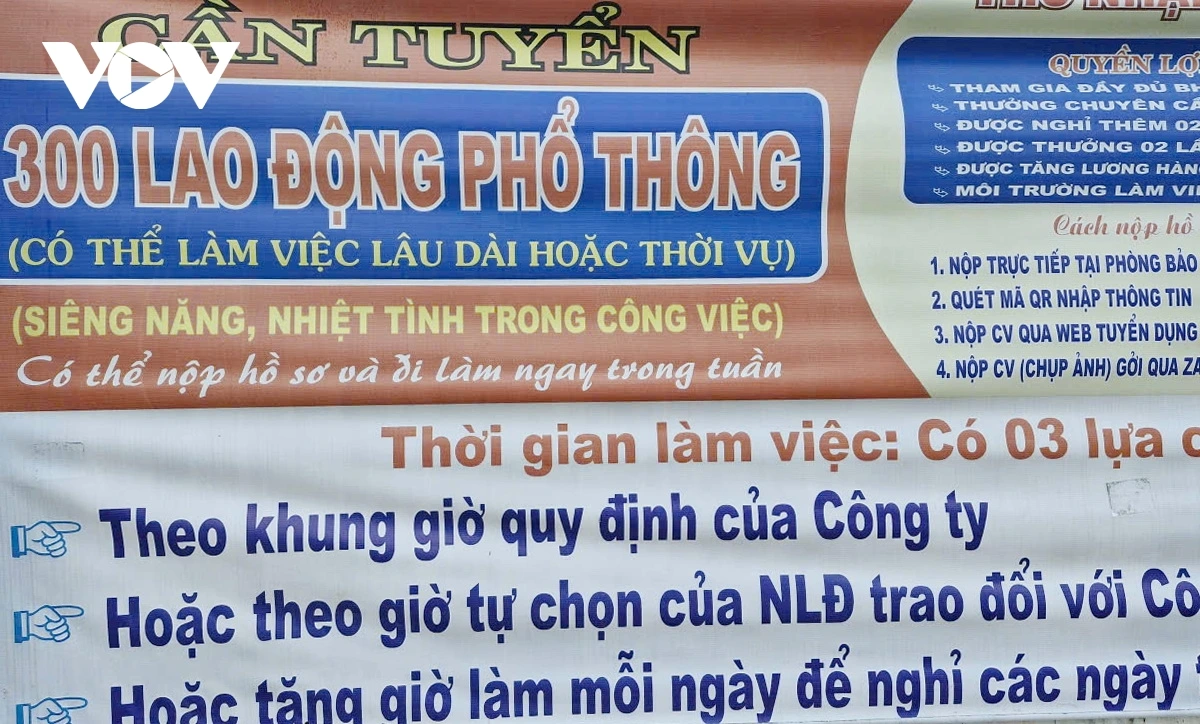 VOV
CẦN TUYỂN
300 LAO ĐỘNG PHỔ THÔNG
(CÓ THỂ LÀM VIỆC LÂU DÀI HOẶC THỜI VỤ)
(SIÊNG NĂNG, NHIỆT TÌNH TRONG CÔNG VIỆC)
Có thể nộp hồ sơ và đi làm ngay trong tuần
QUYỀN LỢI
THAM GIA ĐẦY ĐỦ
THƯỞNG CHUYÊN
ĐƯỢC NGHỈ THÊM 02
ĐƯỢC THƯỞNG 02
ĐƯỢC TĂNG LƯƠNG
MÔI TRƯỜNG LÀM
Cách nộp hồ
1. NỘP TRỰC TIẾP TẠI PHÒNG BẢO
2. QUÉT MÃ QR NHẬP THÔNG TIN
3. NỘP CV QUA WEB TUYỂN DỤNG
4. NỘP CV (CHỤP ẢNH) GỞI QUA
Thời gian làm việc: Có 03 lựa
Theo khung giờ quy định của Công ty
Hoặc theo giờ tự chọn của NLĐ trao đổi với
Hoặc tăng giờ làm mỗi ngày để nghỉ các ngày